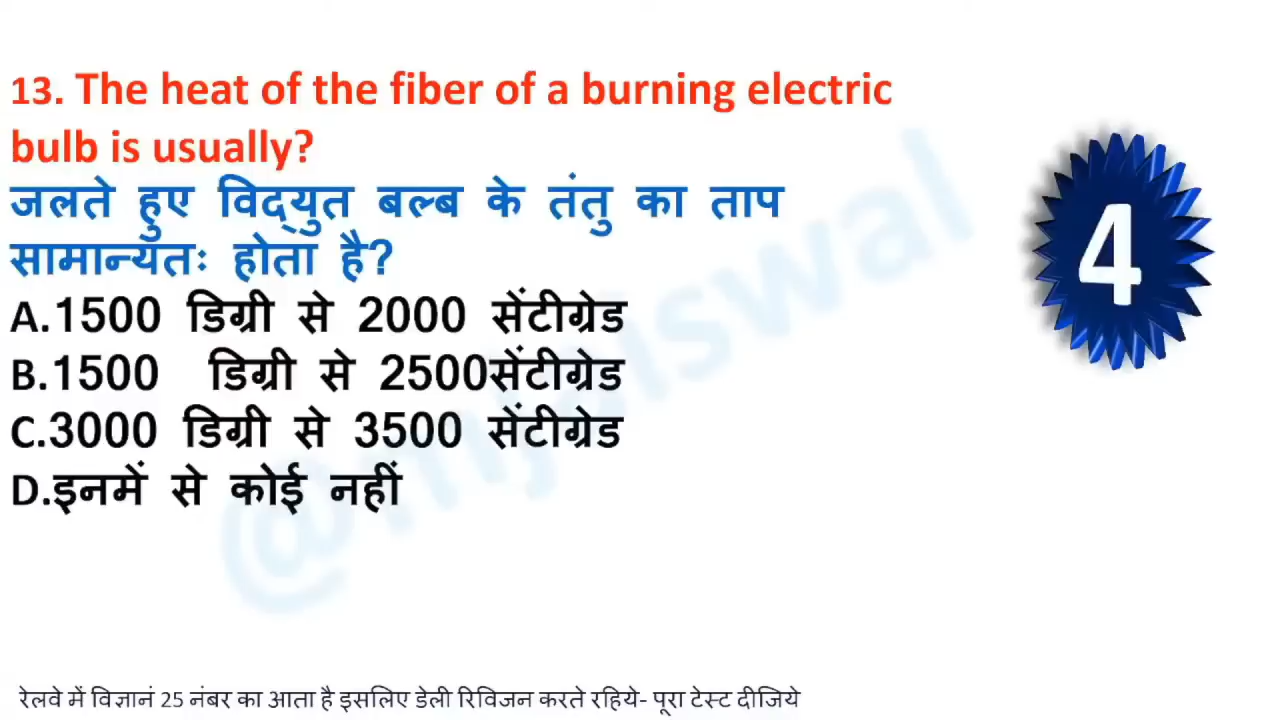 13. The heat of the fiber of a burning electric
bulb is usually?
जलते हुए विद्युत बल्ब के तंतु का ताप
सामान्यतः होता है?
A.1500 डिग्री से 2000 सेंटीग्रेड
B.1500 डिग्री से 2500सेंटीग्रेड
C.3000 डिग्री से 3500 सेंटीग्रेड
D.इनमें से कोई नहीं
4
रेलवे में विज्ञानं 25 नंबर का आता है इसलिए डेली रिविजन करते रहिये- पूरा टेस्ट दीजिये